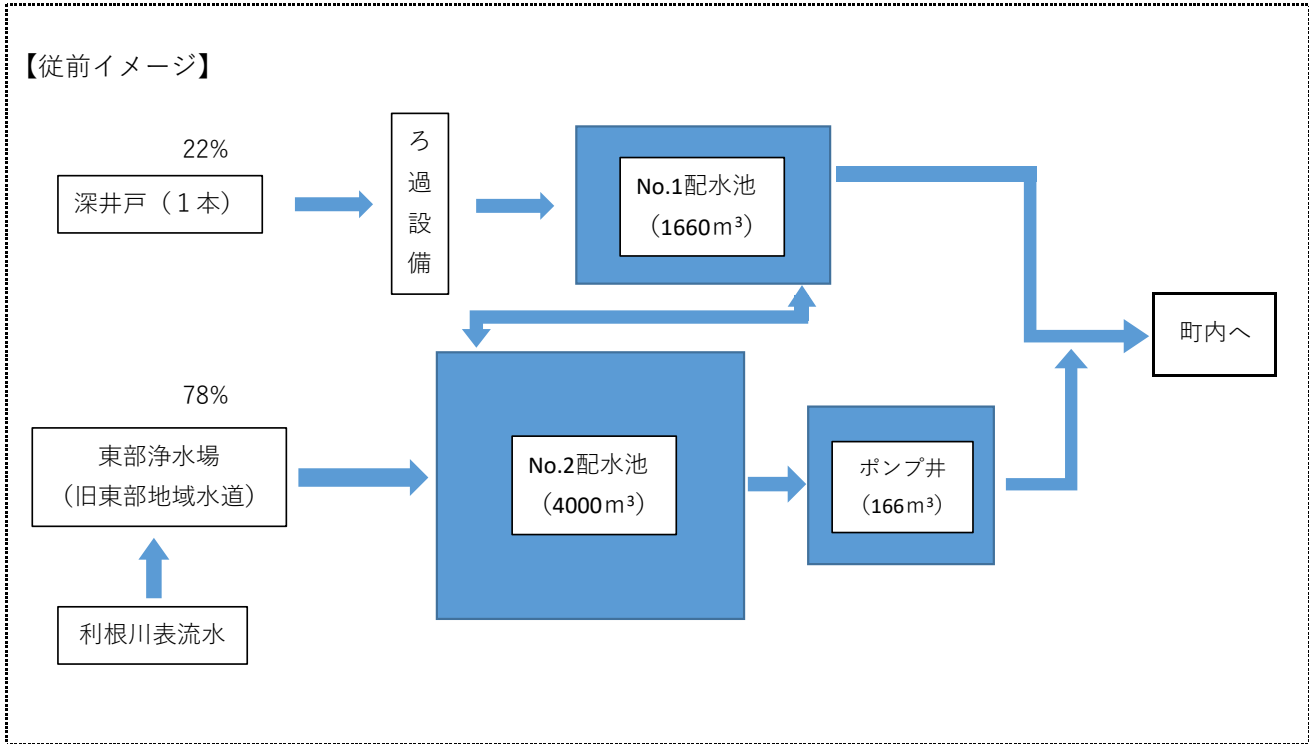 【従前イメージ】
22%
深井戸（１本）
ろ
過
設
備
No.1配水池
（1660㎥）
町内へ
78%
東部浄水場
（旧東部地域水道）
No.2配水池
（4000㎥）
ポンプ井
（166㎥）
利根川表流水